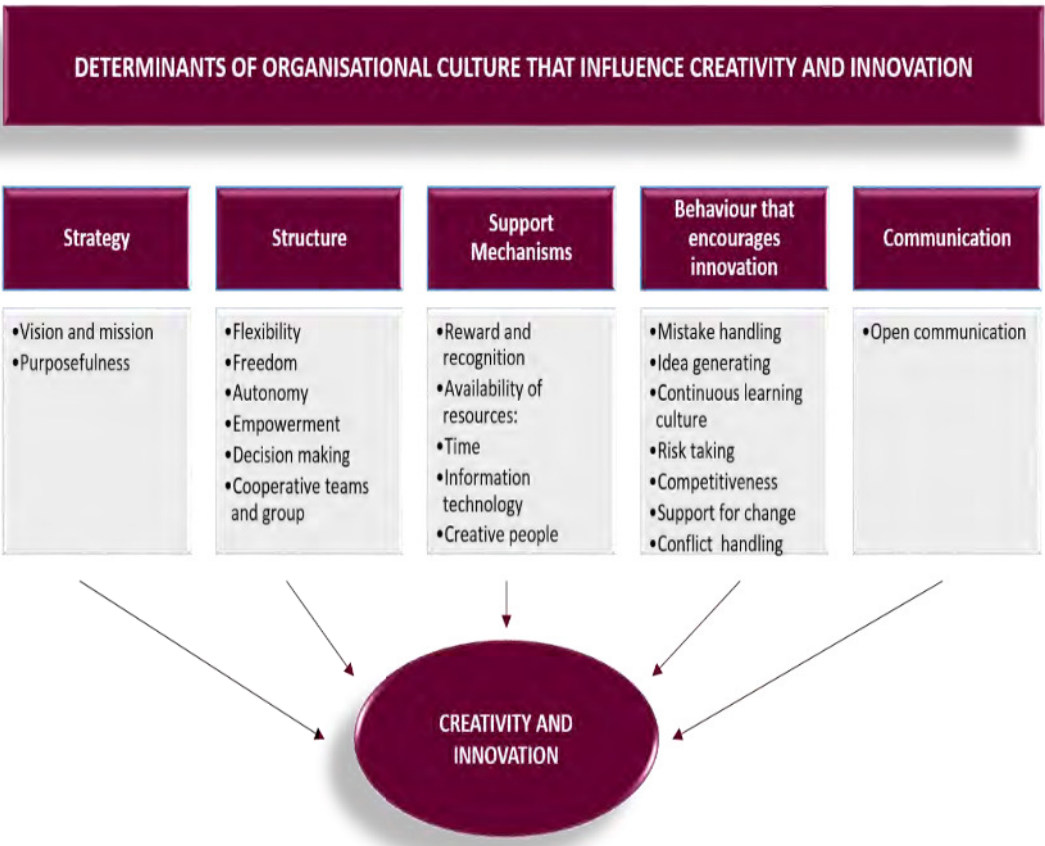 DETERMINANTS OF ORGANISATIONAL CULTURE THAT INFLUENCE CREATIVITY AND INNOVATION
Strategy
•Vision and mission
•Purposefulness
Structure
•Flexibility
•Freedom
•Autonomy
•Empowerment
•Decision making
•Cooperative teams
and group
Support
Mechanisms
•Reward and
recognition
•Availability of
resources:
•Time
•Information
technology
•Creative people
Behaviour that
encourages
innovation
•Mistake handling
•Idea generating
•Continuous learning
culture
•Risk taking
•Competitiveness
•Support for change
•Conflict handling
Communication
•Open communication
CREATIVITY AND
INNOVATION